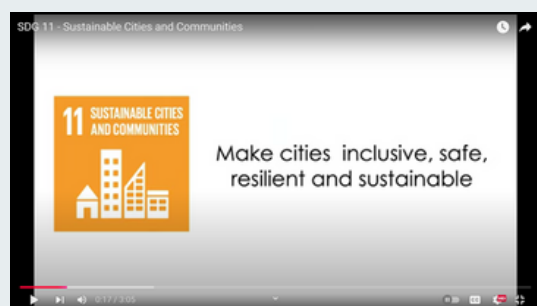 SDG 11 - Sustainable Cities and Communities
11 SUSTAINABLE CITIES
AND COMMUNITIES
Make cities inclusive, safe,
resilient and sustainable
0:17 / 3:05